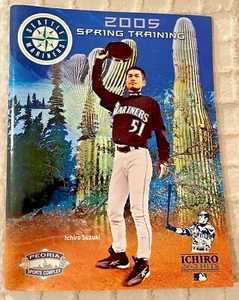 SEATTLE
MARINERS
2005
SPRING TRAINING
MARINERS
51
Ichiro Suzuki
PEORIA
SPORTS COMPLEX
ICHIRO